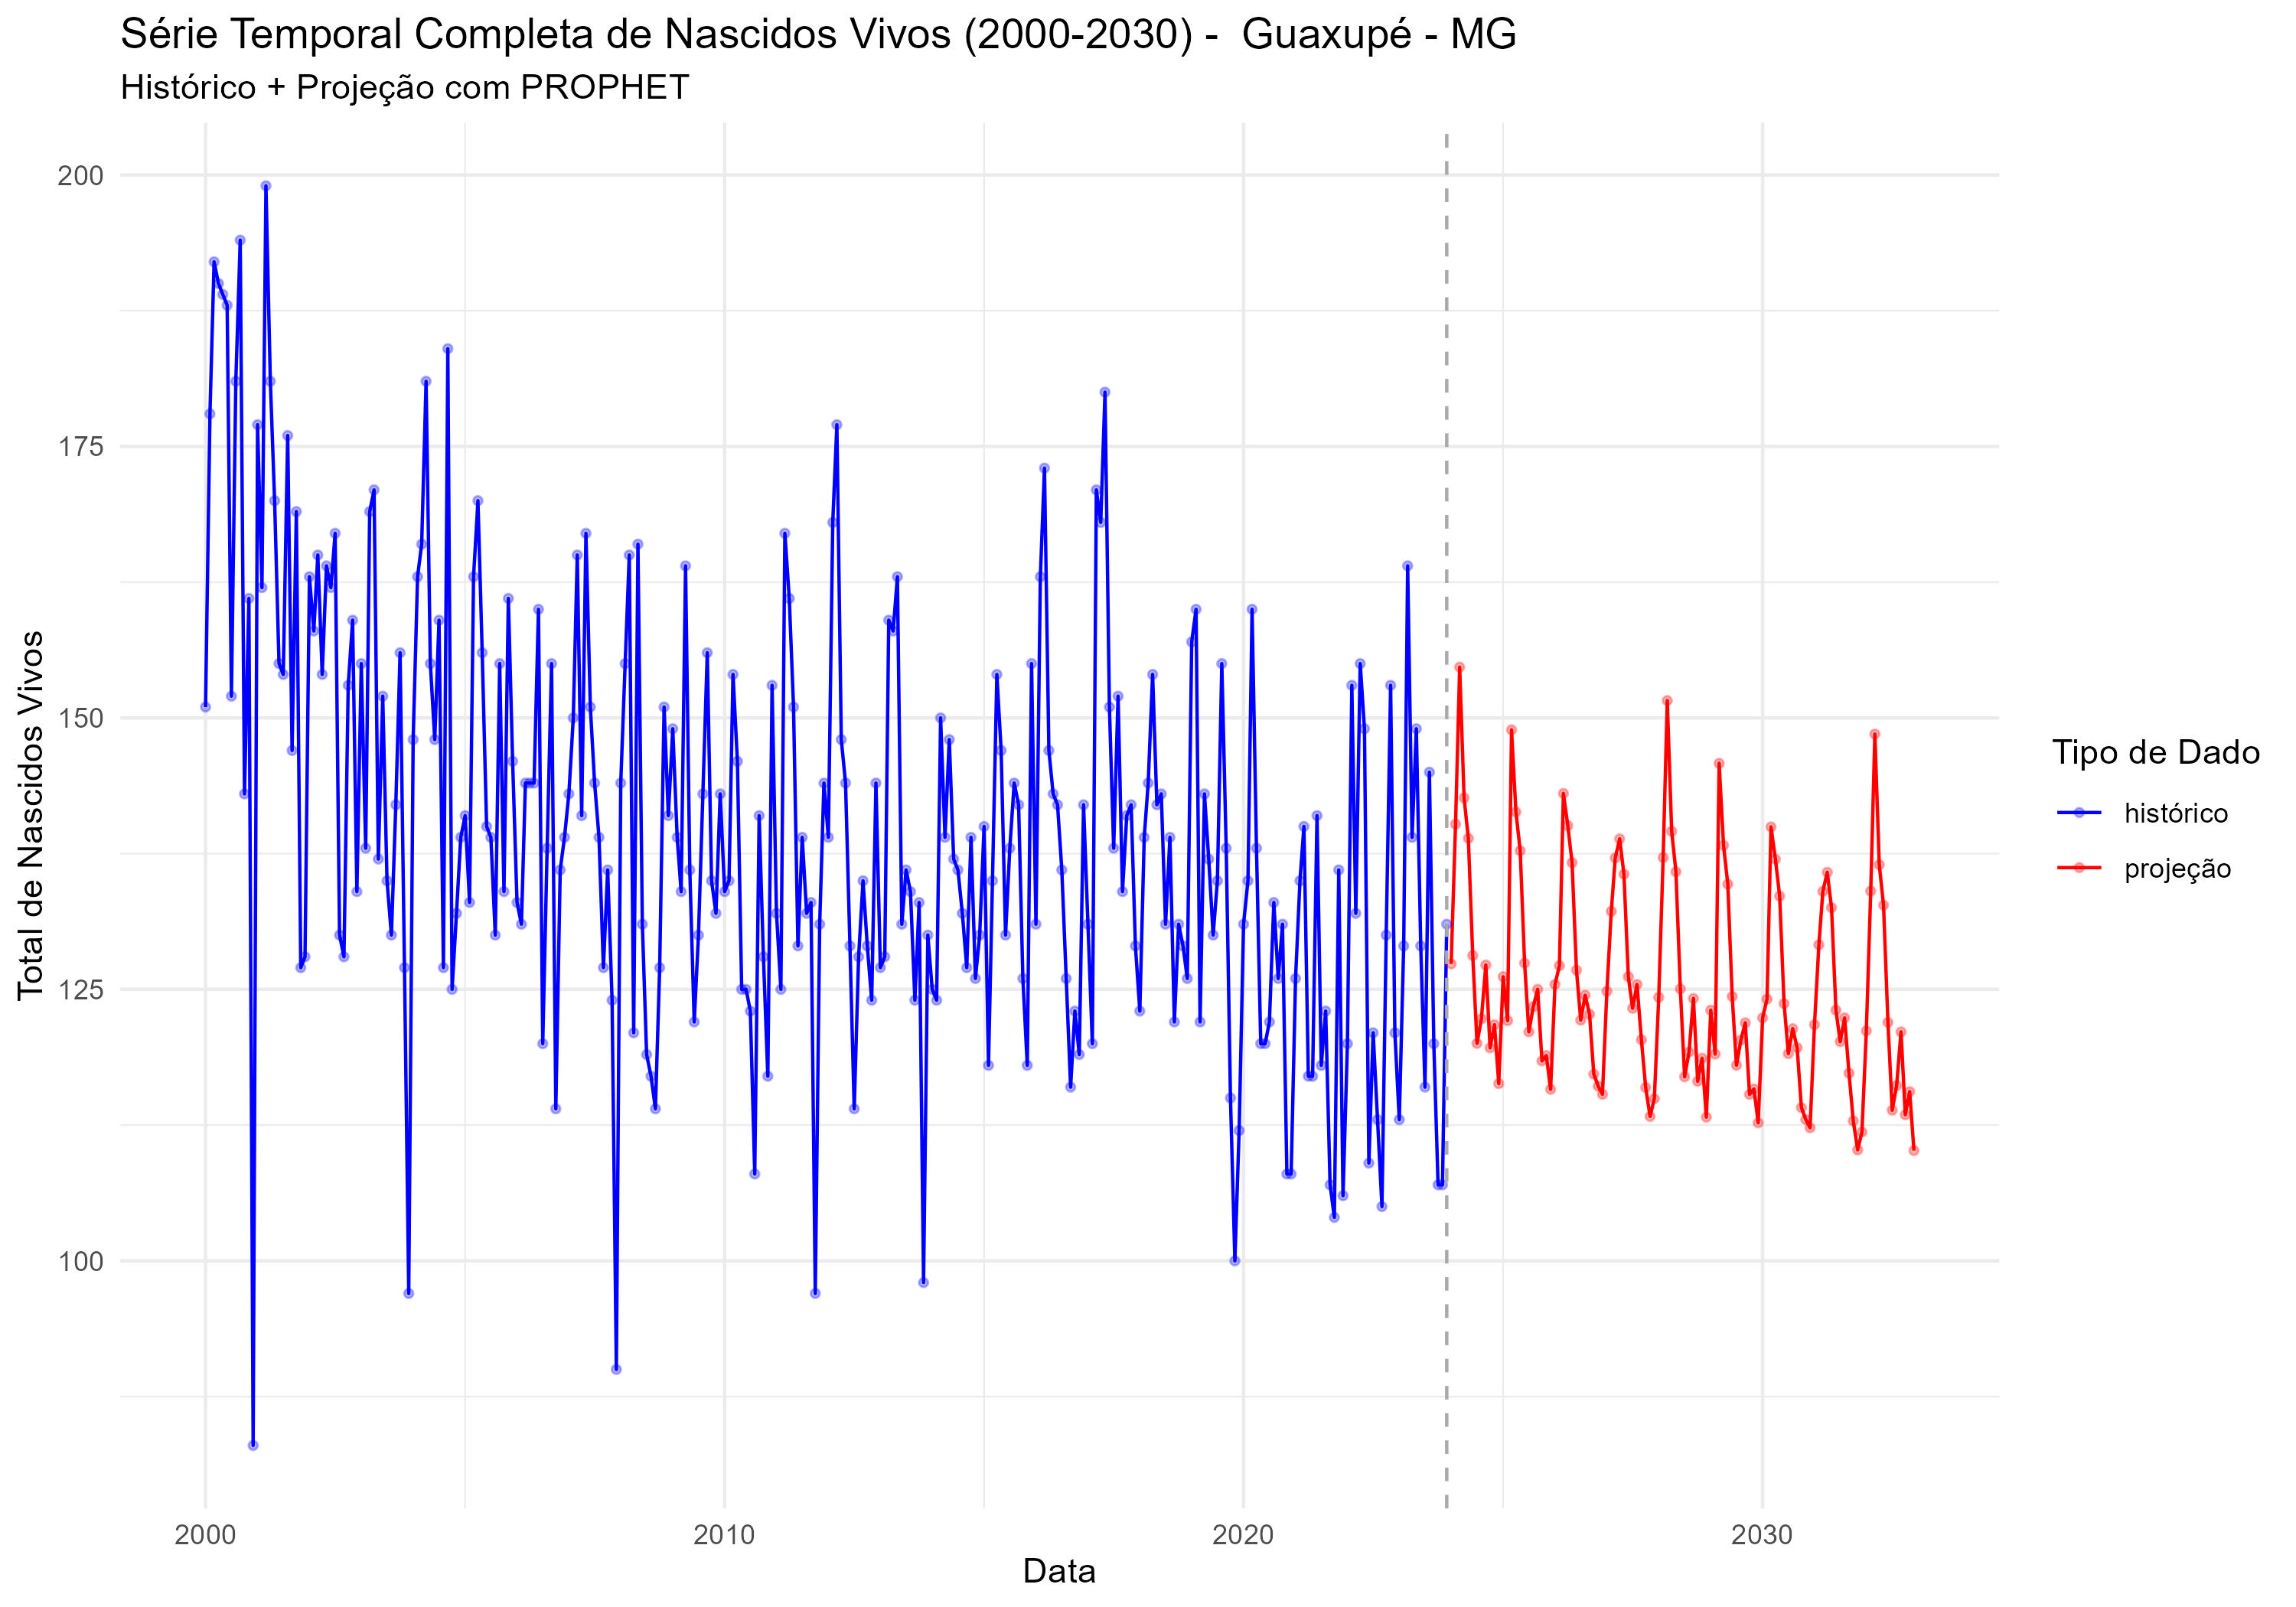 Série Temporal Completa de Nascidos Vivos (2000-2030) -  Guaxupé - MG
Histórico + Projeção com PROPHET
Total de Nascidos Vivos
200
175
150
125
100
2000
2010
2020
2030
Data
Tipo de Dado
histórico
projeção